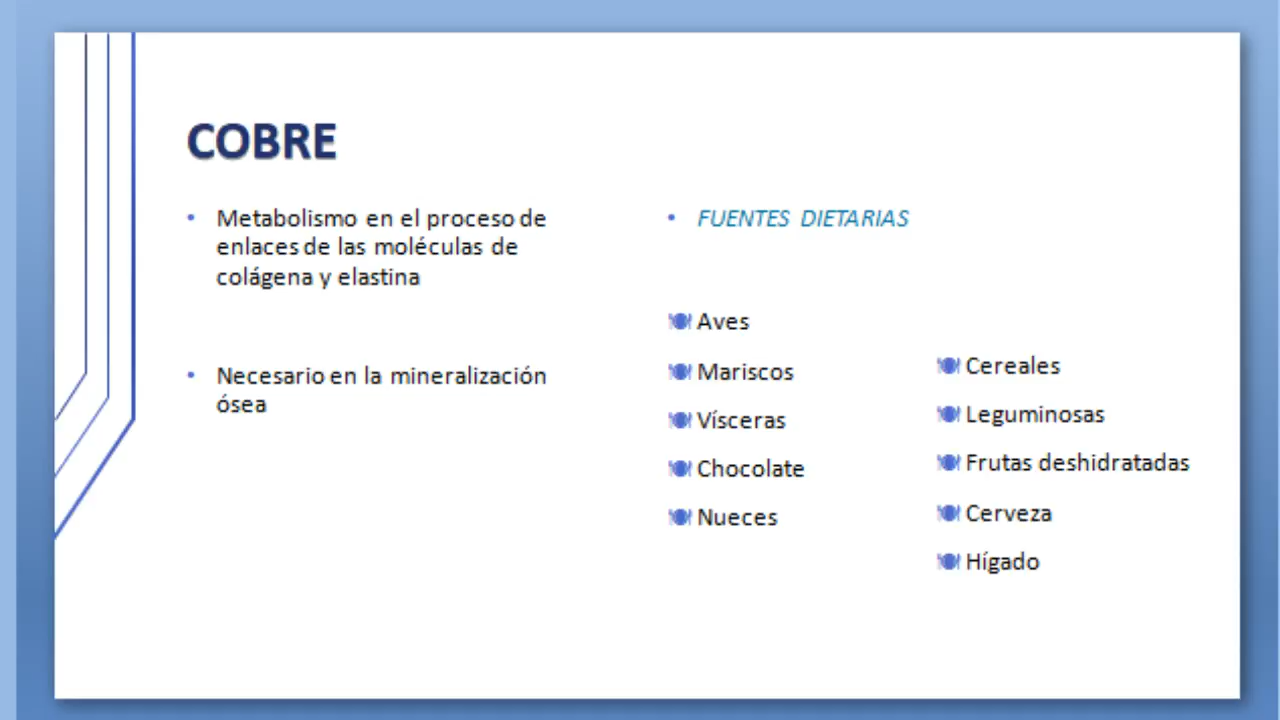 COBRE
Metabolismo en el proceso de
enlaces de las moléculas de
colágena y elastina
Necesario en la mineralización
ósea
FUENTES DIETARIAS
Aves
Mariscos
Vísceras
Chocolate
Nueces
Cereales
Leguminosas
Frutas deshidratadas
Cerveza
Hígado